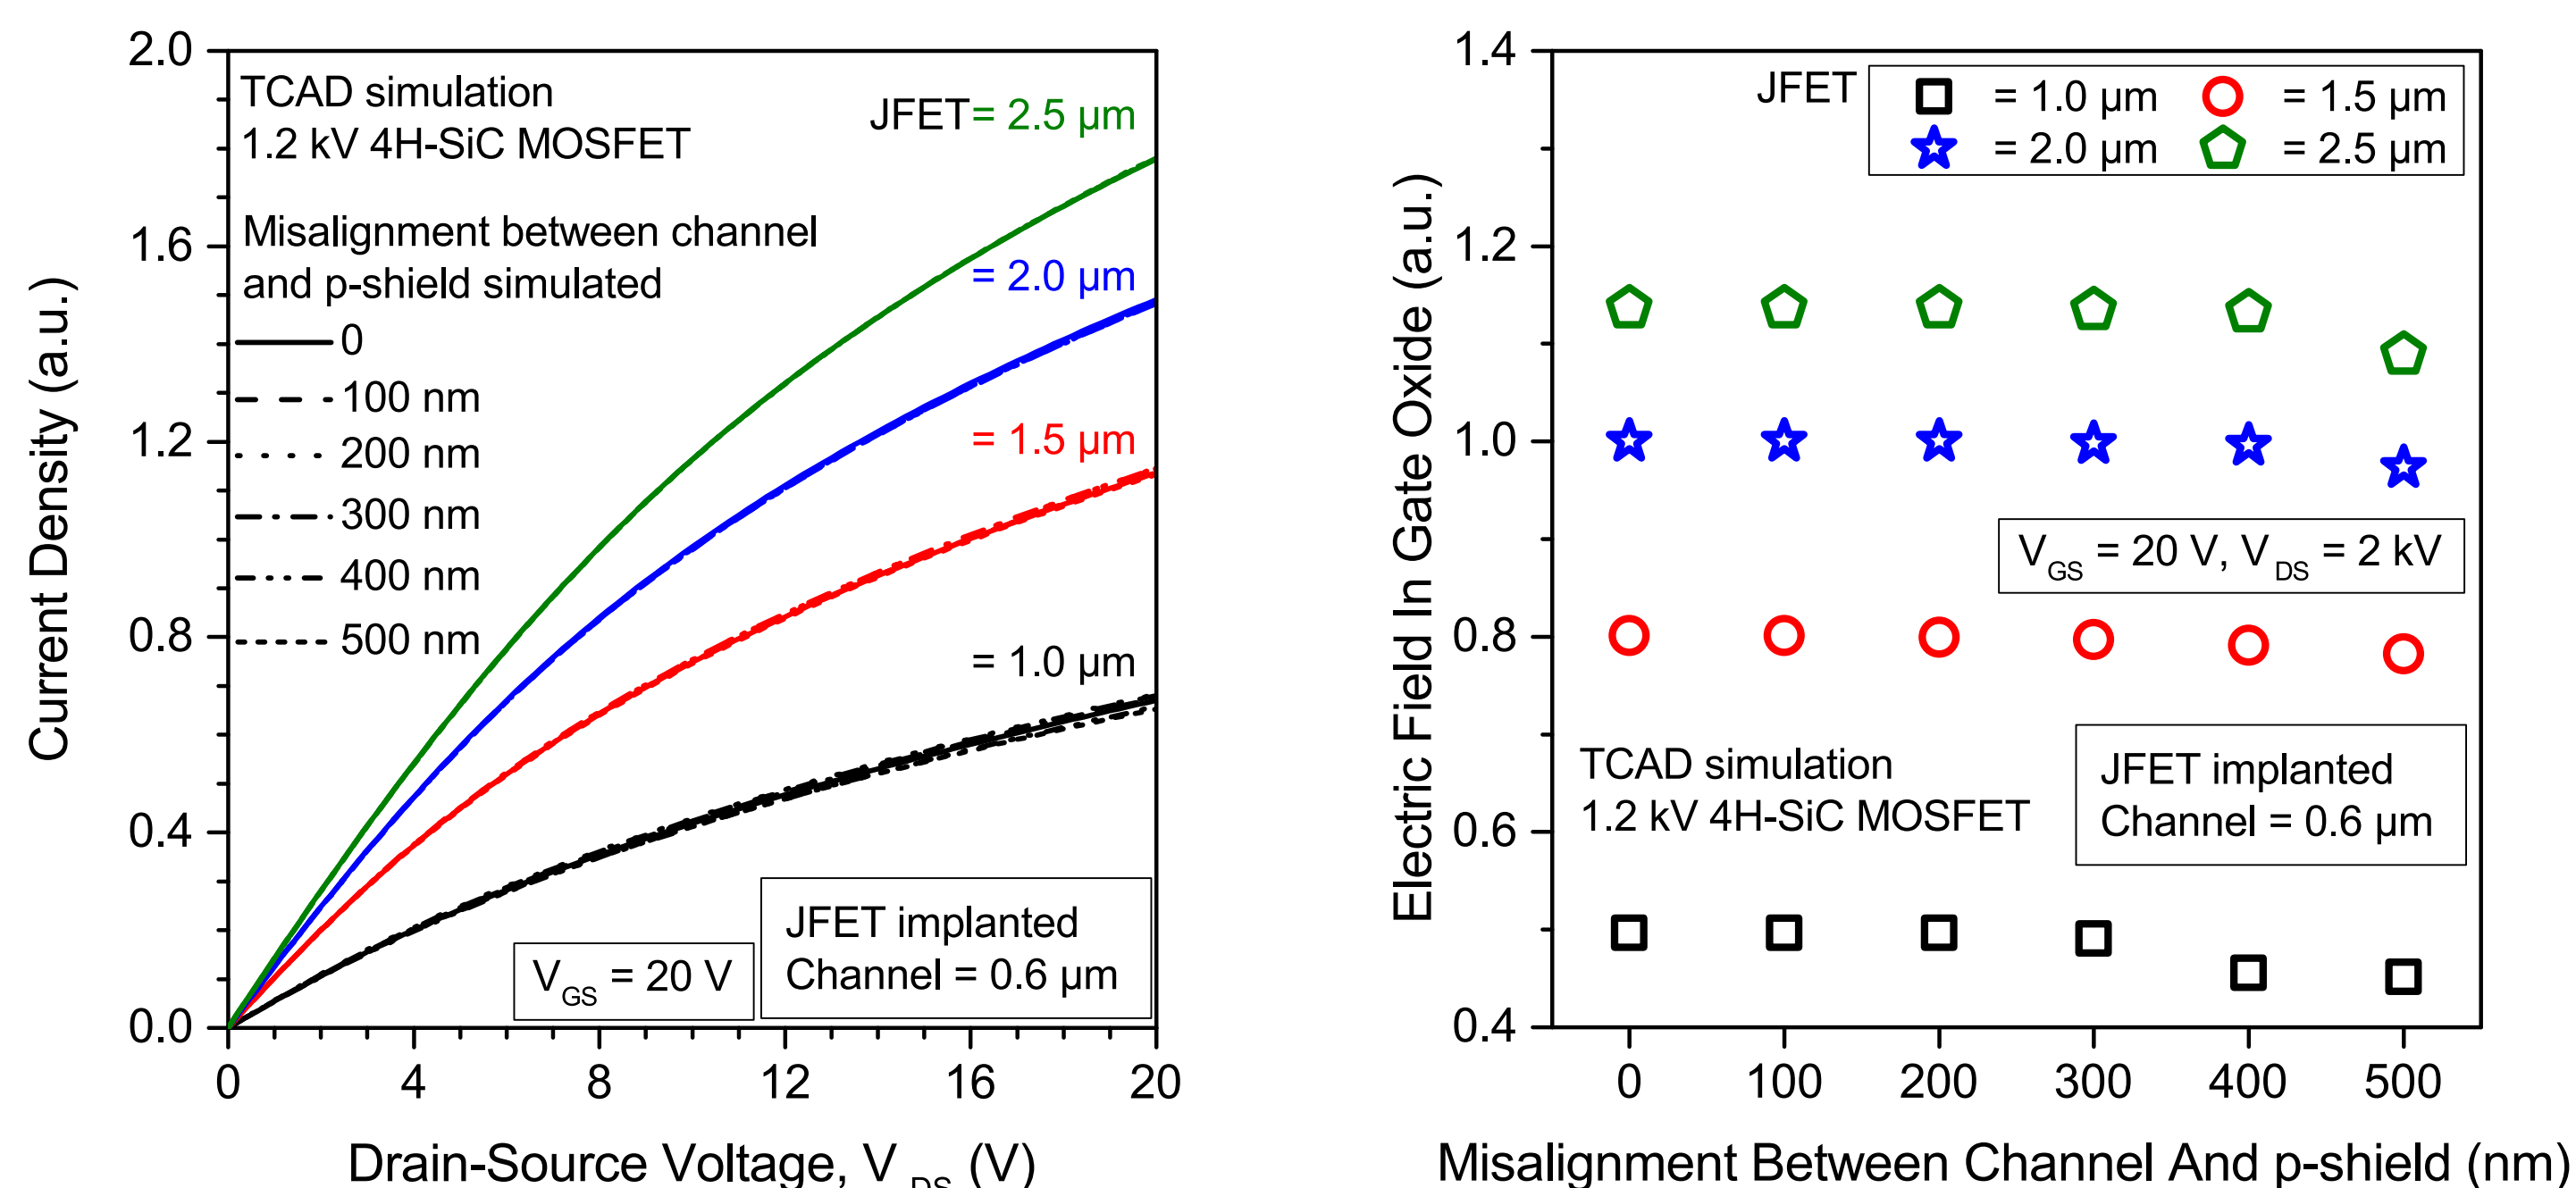 2.0
1.6
1.2
0.8
0.4
0.0
Current Density (a.u.)
TCAD simulation
1.2 kV 4H-SiC MOSFET
Misalignment between channel
and p-shield simulated
0
100 nm
200 nm
300 nm
400 nm
500 nm
JFET = 2.5 µm
= 2.0 µm
= 1.5 µm
= 1.0 µm
VGS = 20 V
JFET implanted
Channel = 0.6 µm
0 4 8 12 16 20
Drain-Source Voltage, VDS (V)
1.4
1.2
1.0
0.8
0.6
0.4
Electric Field In Gate Oxide (a.u.)
JFET = 1.0 µm = 1.5 µm
= 2.0 µm = 2.5 µm
VGS = 20 V, VDS = 2 kV
TCAD simulation
1.2 kV 4H-SiC MOSFET
JFET implanted
Channel = 0.6 µm
0 100 200 300 400 500
Misalignment Between Channel And p-shield (nm)